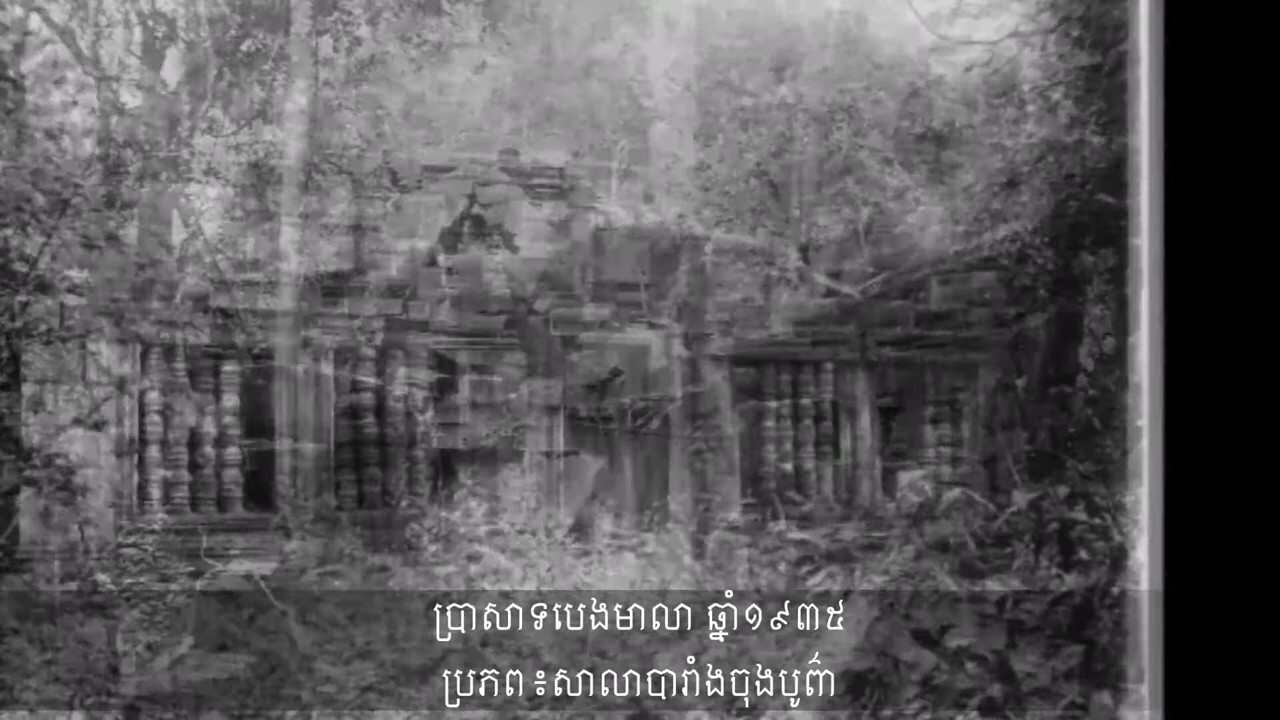 ប្រាសាទបេងមាលា ឆ្នាំ១៩៣៥
ប្រភព៖សាលាបារាំងចុងបូព៌ា